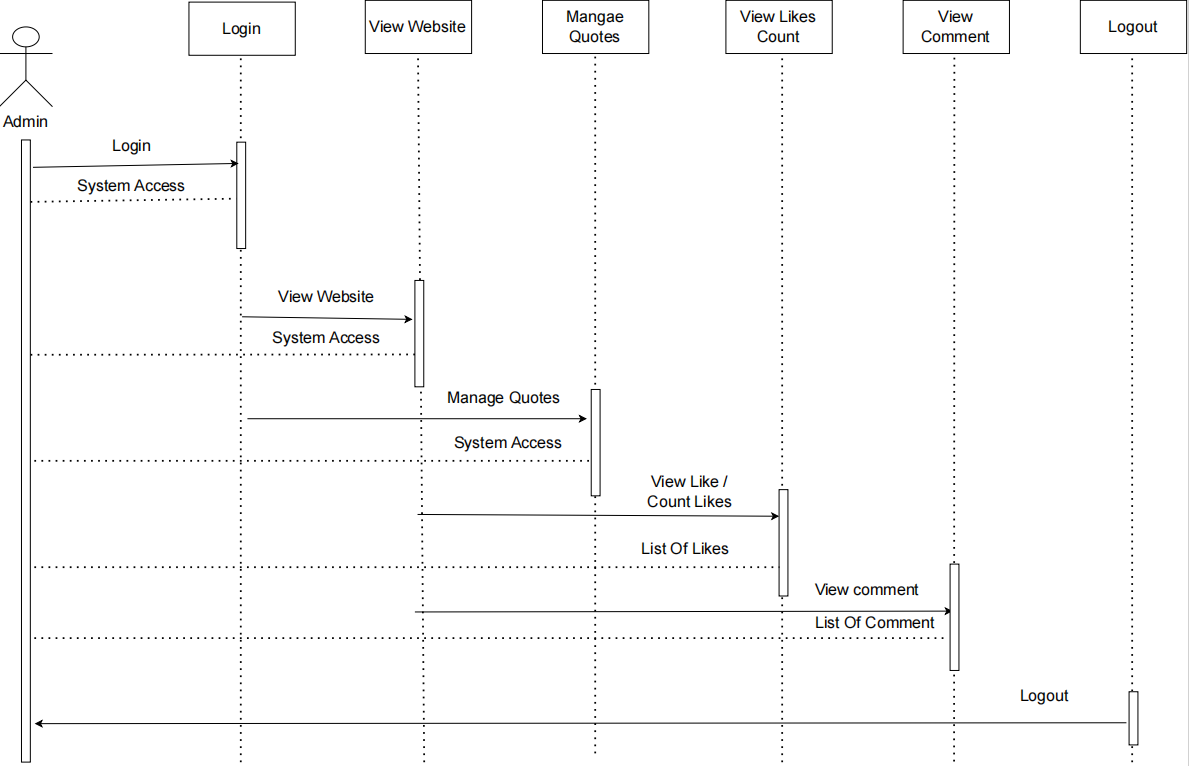 Login
View Website
Mangae
Quotes
View Likes
Count
View
Comment
Logout
Admin
Login
System Access
View Website
System Access
Manage Quotes
System Access
View Like /
Count Likes
List Of Likes
View comment
List Of Comment
Logout